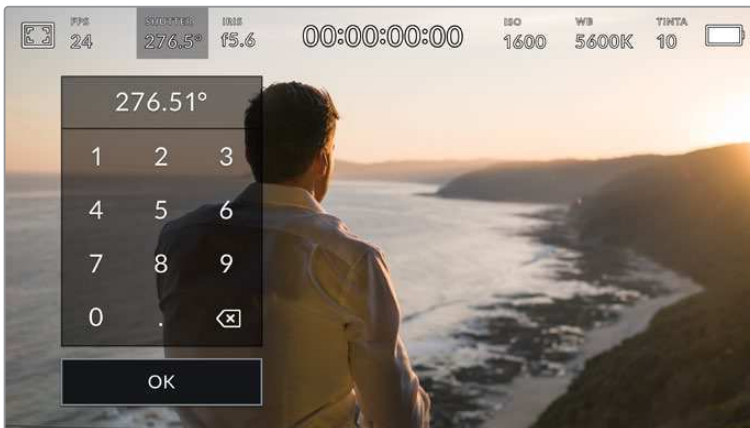 FPS SHUTTER IRIS ISO WB TINTA
24 276.5° f5.6 00:00:00:00 1600 5600K 10
276.51°
1 2 3
4 5 6
7 8 9
0 .
OK